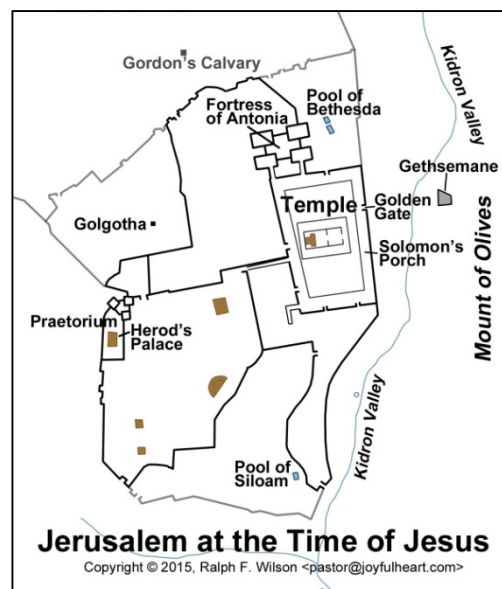 Gordon's Calvary
Kidron Valley
Fortress
of Antonia
Pool of
Bethesda
Gethsemane
Temple
Golden
Gate
Golgotha
Solomon's
Porch
Mount of Olives
Praetorium
Herod's
Palace
Kidron Valley
Pool of
Siloam
Jerusalem at the Time of Jesus
Copyright © 2015, Ralph F. Wilson <pastor@joyfulheart.com>